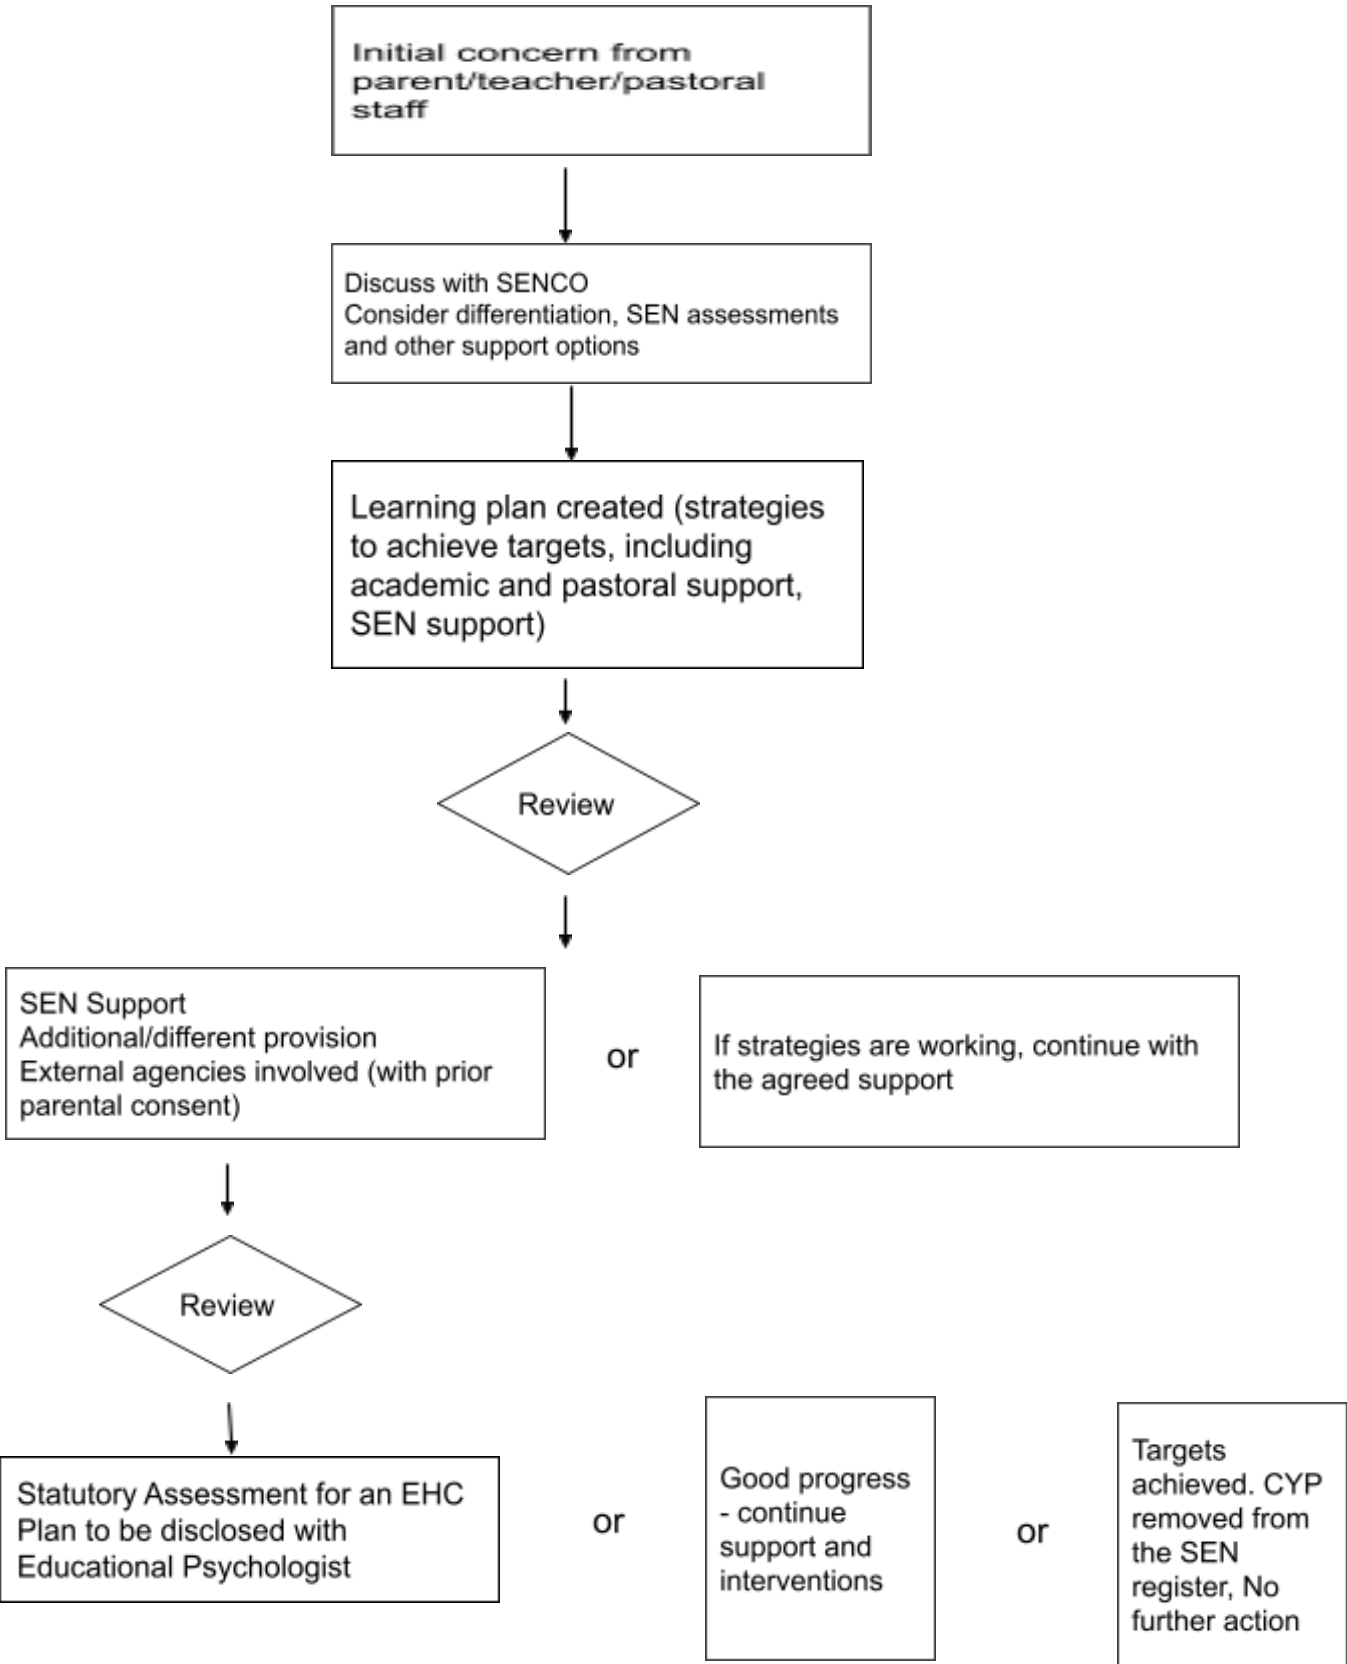 Initial concern from
parent/teacher/pastoral
staff
Discuss with SENCO
Consider differentiation, SEN assessments
and other support options
Learning plan created (strategies
to achieve targets, including
academic and pastoral support,
SEN support)
Review
SEN Support
Additional/different provision
External agencies involved (with prior
parental consent)
or
If strategies are working, continue with
the agreed support
Review
Statutory Assessment for an EHC
Plan to be disclosed with
Educational Psychologist
or
Good progress
- continue
support and
interventions
or
Targets
achieved. CYP
removed from
the SEN
register, No
further action